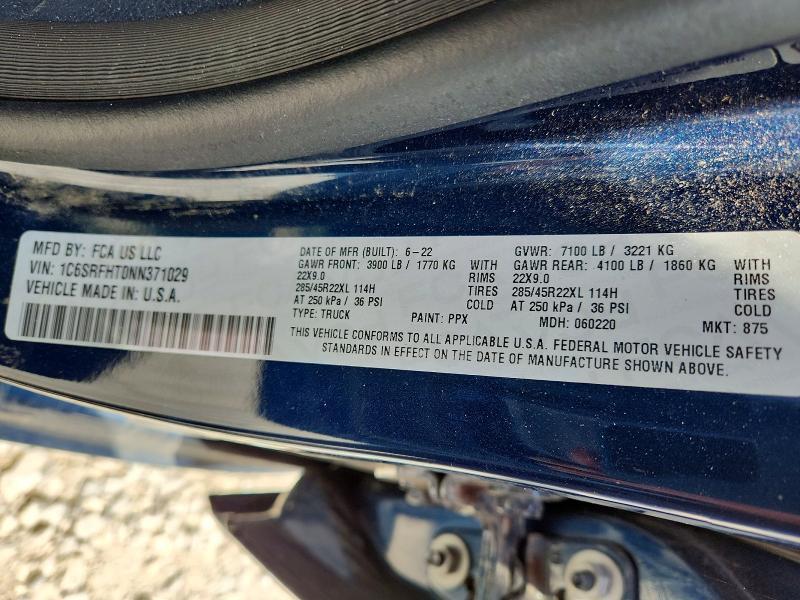 MFD BY: FCA US LLC
VIN: 1C6SRFHT0NN371029
VEHICLE MADE IN: U.S.A.
DATE OF MFR (BUILT): 6-22 GVWR: 7100 LB / 3221 KG
GAWR FRONT: 3900 LB / 1770 KG WITH GAWR REAR: 4100 LB / 1860 KG WITH
22X9.0 RIMS 22X9.0 RIMS
285/45R22XL 114H TIRES 285/45R22XL 114H TIRES
AT 250 kPa / 36 PSI COLD AT 250 kPa / 36 PSI COLD
TYPE: TRUCK PAINT: PPX MDH: 060220 MKT: 875
THIS VEHICLE CONFORMS TO ALL APPLICABLE U.S.A. FEDERAL MOTOR VEHICLE SAFETY
STANDARDS IN EFFECT ON THE DATE OF MANUFACTURE SHOWN ABOVE.